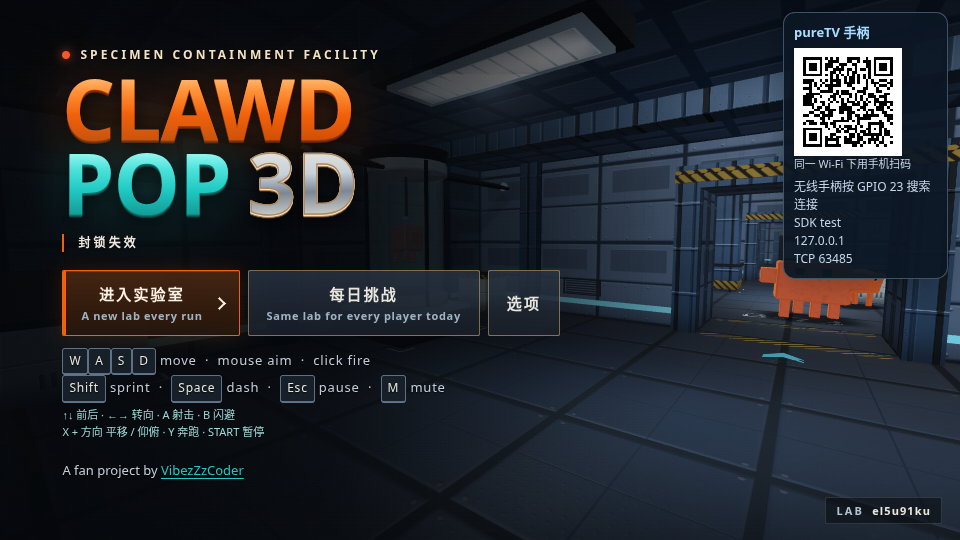 SPECIMEN CONTAINMENT FACILITY
CLAWD
POP 3D
封锁失效
进入实验室
A new lab every run
每日挑战
Same lab for every player today
选项
W A S D move · mouse aim · click fire
Shift sprint · Space dash · Esc pause · M mute
↑↓ 前后 · ←→ 转向 · A 射击 · B 闪避
X + 方向 平移 / 仰俯 · Y 奔跑 · START 暂停
A fan project by VibezZzCoder
pureTV 手柄
同一 Wi-Fi 下用手机扫码
无线手柄按 GPIO 23 搜索
连接
SDK test
127.0.0.1
TCP 63485
LAB el5u91ku